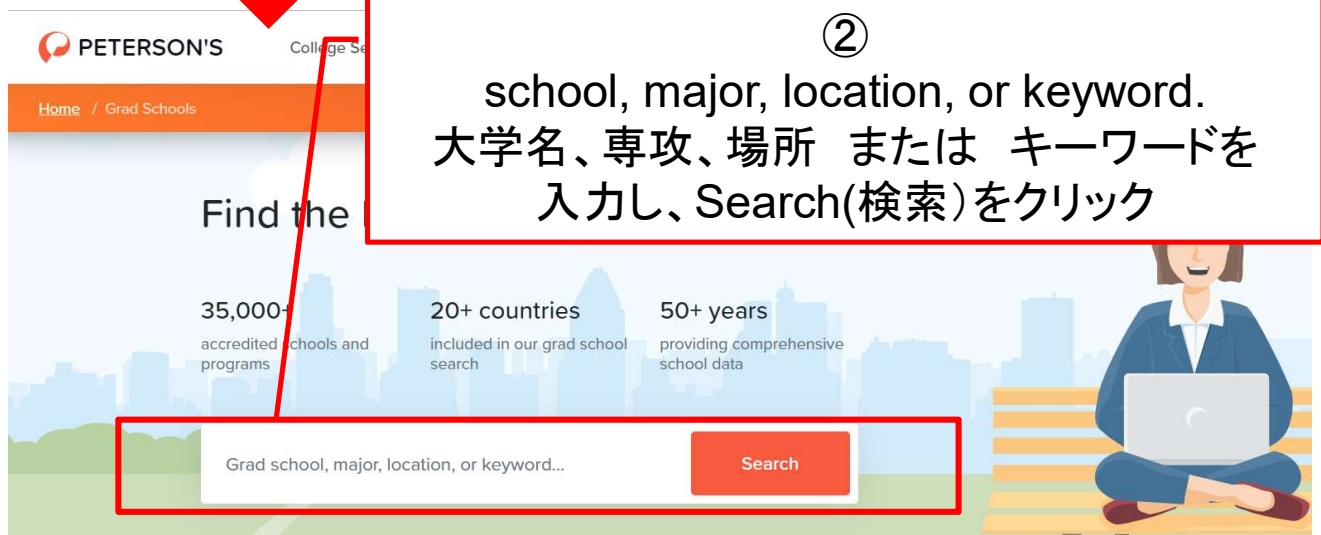 PETERSON'S
College Se
Home / Grad Schools
②
school, major, location, or keyword.
大学名、専攻、場所 または キーワードを
入力し、Search(検索）をクリック
Find the
35,000+
accredited schools and
programs
20+ countries
included in our grad school
search
50+ years
providing comprehensive
school data
Grad school, major, location, or keyword...
Search